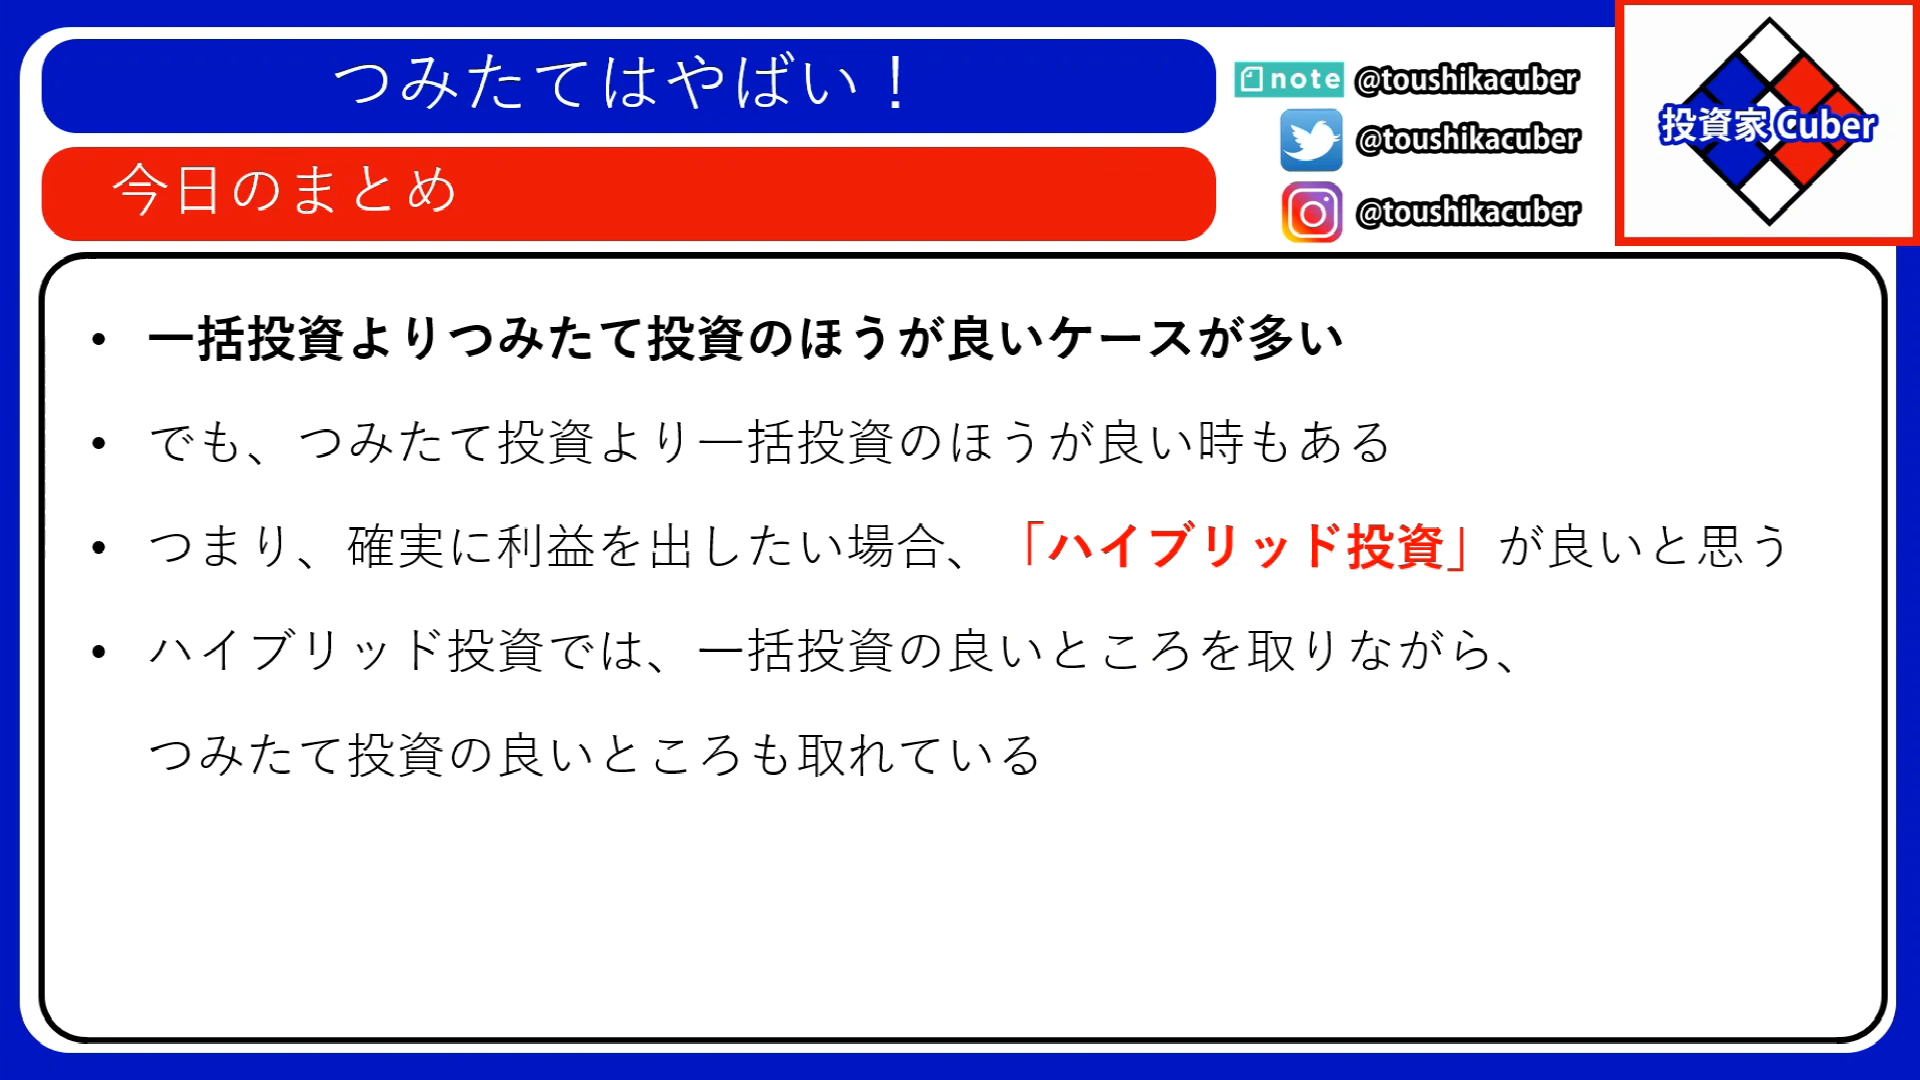 つみたてはやばい！
今日のまとめ
note @toushikacuber
@toushikacuber
@toushikacuber
投資家Cuber
• 一括投資よりつみたて投資のほうが良いケースが多い
• でも、つみたて投資より一括投資のほうが良い時もある
• つまり、確実に利益を出したい場合、「ハイブリッド投資」が良いと思う
• ハイブリッド投資では、一括投資の良いところを取りながら、
つみたて投資の良いところも取れている